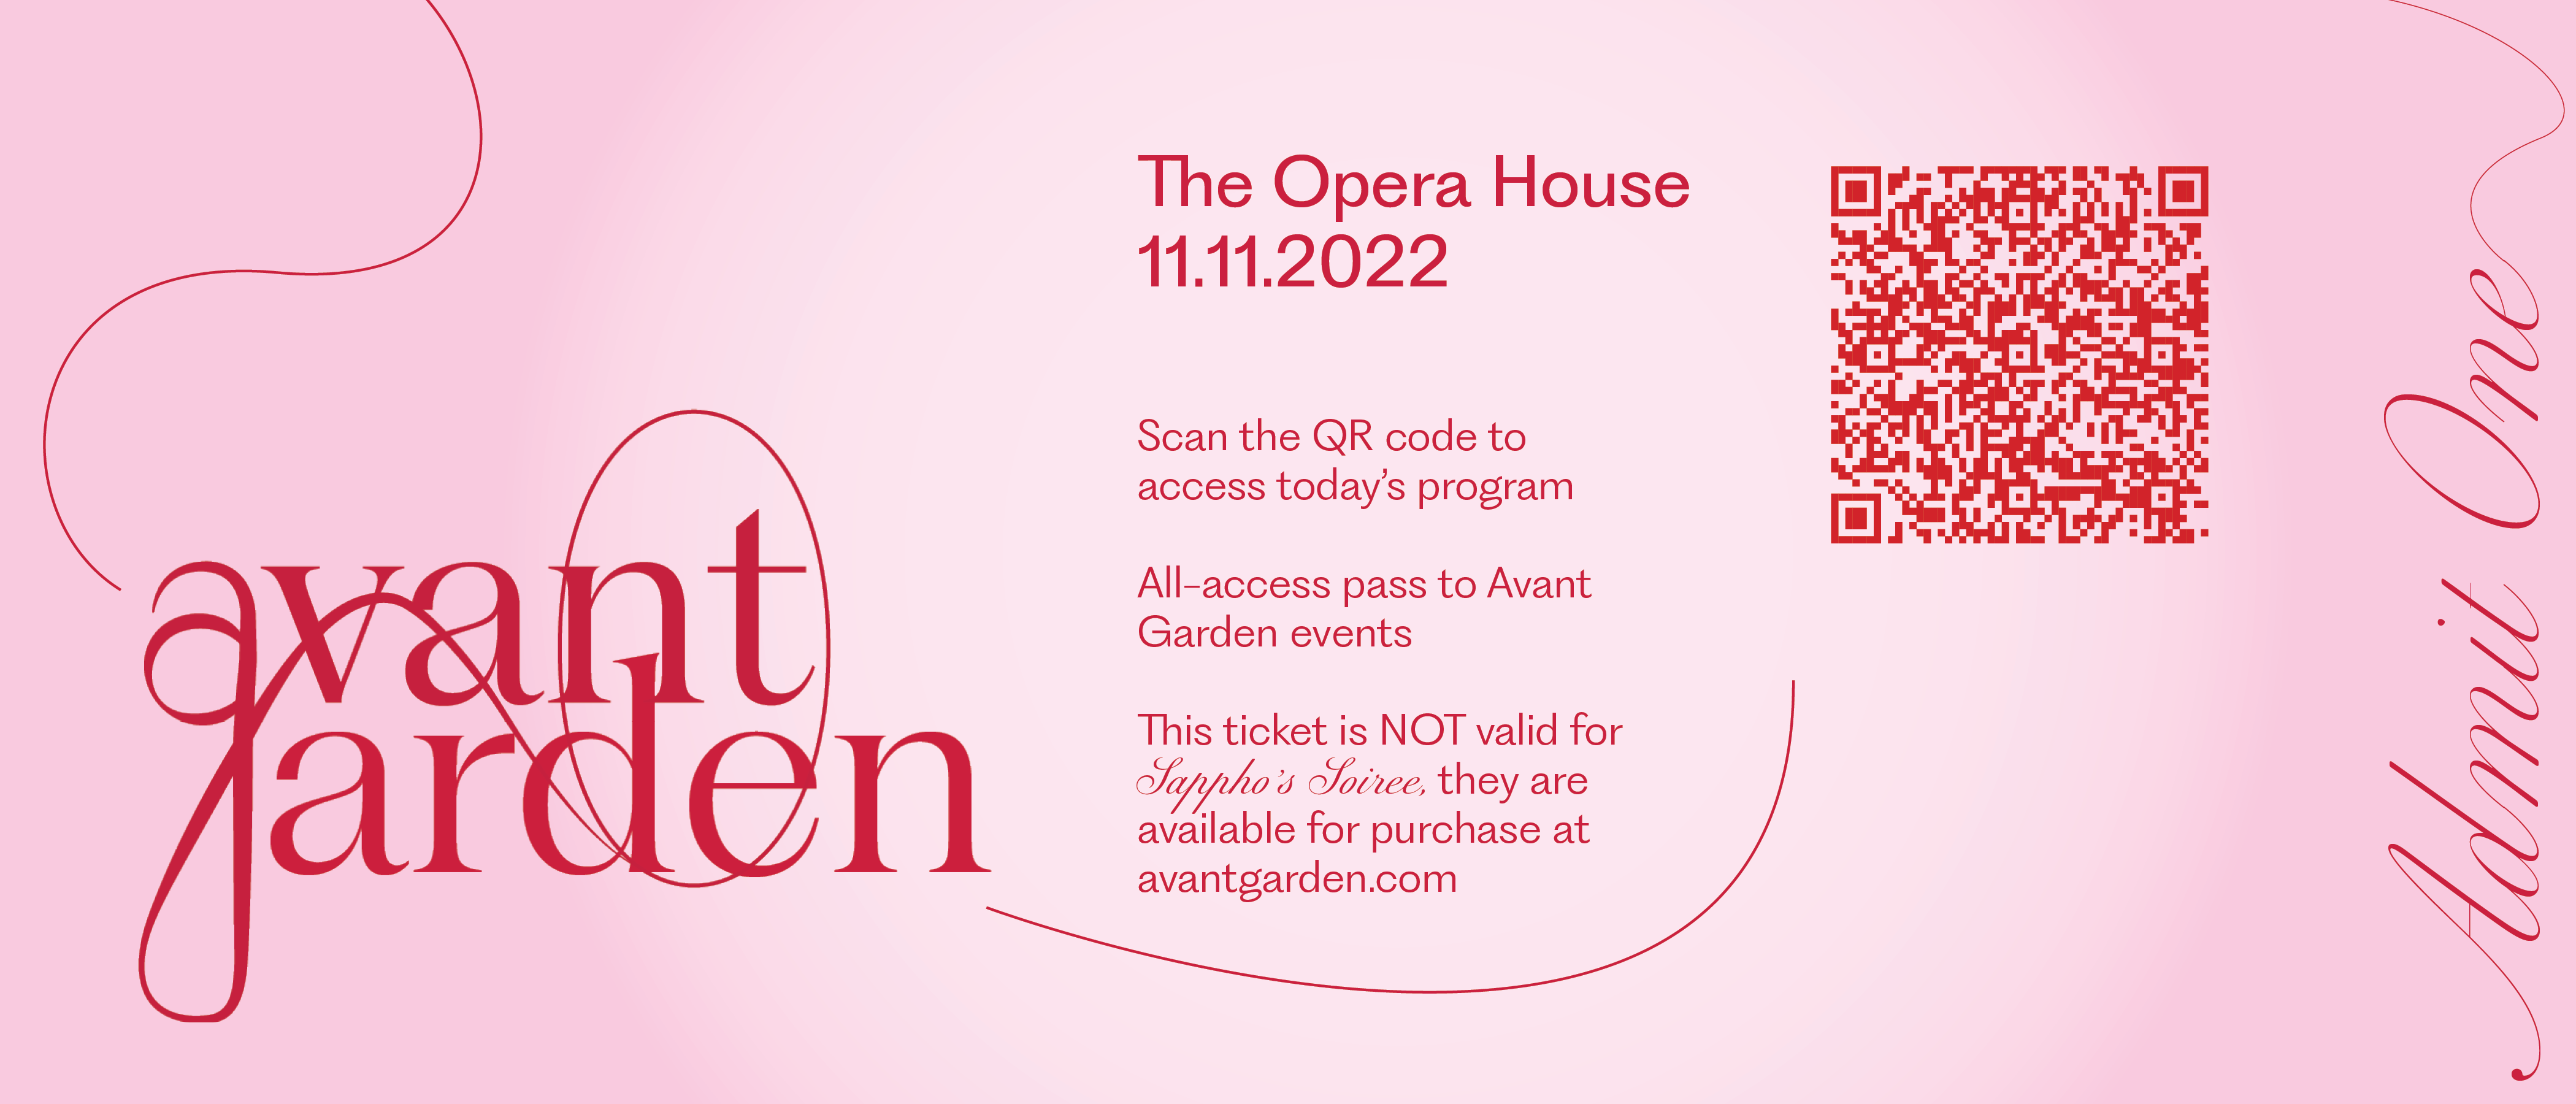 avant
garden
The Opera House
11.11.2022
Scan the QR code to
access today's program
All-access pass to Avant
Garden events
This ticket is NOT valid for
Sappho's Soiree, they are
available for purchase at
avantgarden.com
Admit One